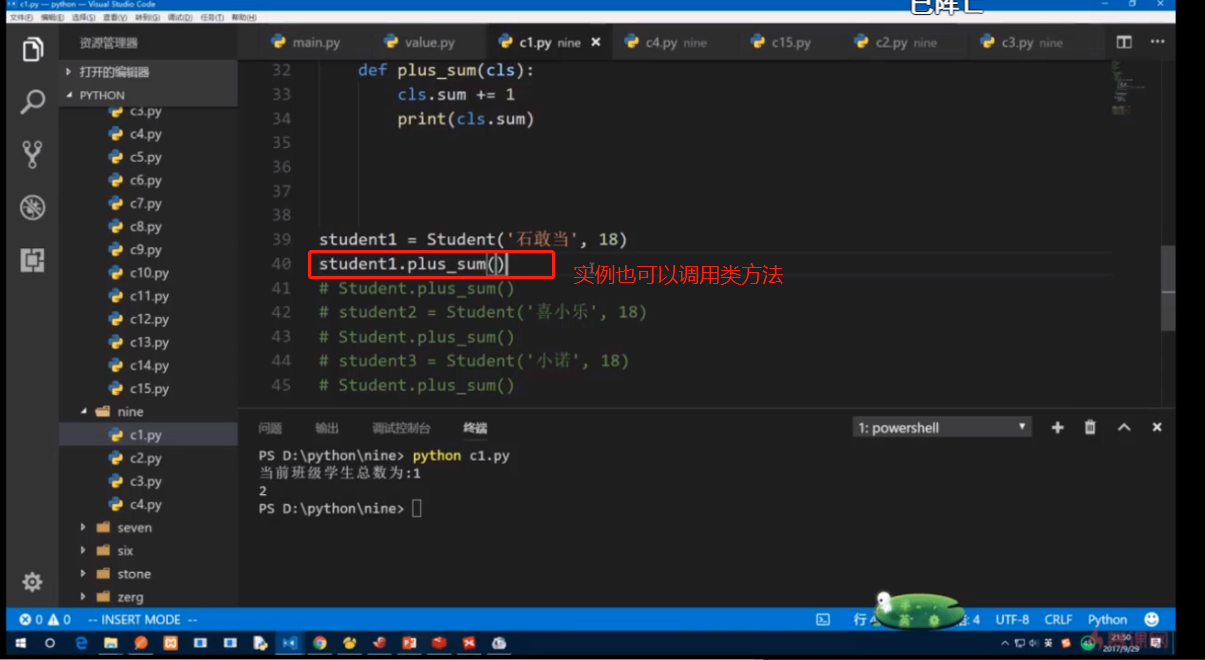 c1.py — python — Visual Studio Code
文件(F) 编辑(E) 选择(S) 查看(V) 转到(G) 调试(D) 任务(T) 帮助(H)
资源管理器
打开的编辑器
PYTHON
c3.py
c4.py
c5.py
c6.py
c7.py
c8.py
c9.py
c10.py
c11.py
c12.py
c13.py
c14.py
c15.py
nine
c1.py
c2.py
c3.py
c4.py
seven
six
stone
zerg
main.py value.py c1.py nine c4.py nine c15.py c2.py nine c3.py nine
32 def plus_sum(cls):
33 cls.sum += 1
34 print(cls.sum)
35
36
37
38
39 student1 = Student('石敢当', 18)
40 student1.plus_sum()
实例也可以调用类方法
41 # Student.plus_sum()
42 # student2 = Student('喜小乐', 18)
43 # Student.plus_sum()
44 # student3 = Student('小诺', 18)
45 # Student.plus_sum()
问题 输出 调试控制台 终端 1: powershell
PS D:\python\nine> python c1.py
当前班级学生总数为:1
2
PS D:\python\nine>
0 0 -- INSERT MODE -- UTF-8 CRLF Python
英
21:50
2017/9/29